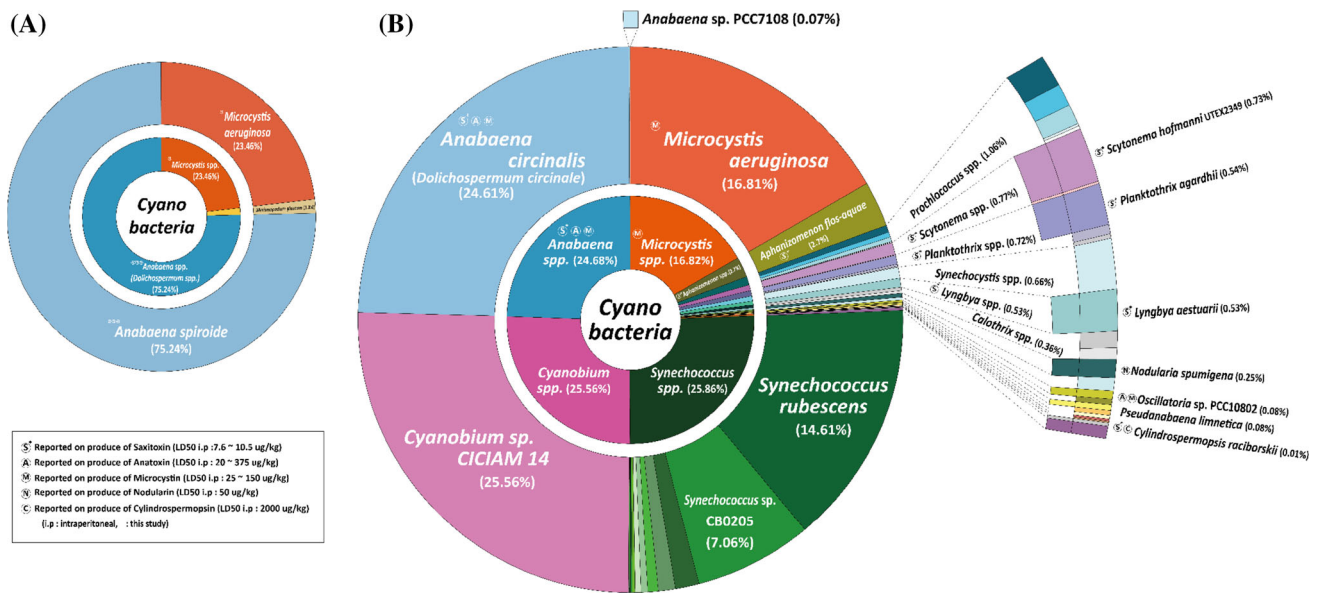 (A)
Microcystis
aeruginosa
(23.46%)
Microcystis spp.
(23.46%)
Cyano
bacteria
Anabaena spp.
(Dolichospermum spp.)
(75.24%)
Anabaena spiroide
(75.24%)
S* Reported on produce of Saxitoxin (LD50 i.p :7.6 ~ 10.5 ug/kg)
A Reported on produce of Anatoxin (LD50 i.p : 20 ~ 375 ug/kg)
M Reported on produce of Microcystin (LD50 i.p : 25 ~ 150 ug/kg)
N Reported on produce of Nodularin (LD50 i.p : 50 ug/kg)
C Reported on produce of Cylindrospermopsin (LD50 i.p : 2000 ug/kg)
(i.p : intraperitoneal, : this study)
(B)
Anabaena sp. PCC7108 (0.07%)
S* A M
Anabaena
circinalis
(Dolichospermum circinale)
(24.61%)
M Microcystis
aeruginosa
(16.81%)
Aphanizomenon flos-aquae
(2.7%)
S*
S* A M
Anabaena
spp. (24.68%)
M
Microcystis
spp. (16.82%)
Cyano
bacteria
Cyanobium
spp. (25.56%)
Synechococcus
spp. (25.86%)
Cyanobium sp.
CICIAM 14
(25.56%)
Synechococcus
rubescens
(14.61%)
Synechococcus sp.
CB0205
(7.06%)
Prochlococcus spp. (1.06%)
S* Scytonema spp. (0.77%)
S* Planktothrix spp. (0.72%)
Synechocystis spp. (0.66%)
S* Lyngbya spp. (0.53%)
Calothrix spp. (0.36%)
S* Scytonema hofmanni UTEX2349 (0.73%)
S* Planktothrix agardhii (0.54%)
S* Lyngbya aestuarii (0.53%)
N Nodularia spumigena (0.25%)
A M Oscillatoria sp. PCC10802 (0.08%)
Pseudanabaena limnetica (0.08%)
S* C Cylindrospermopsis raciborskii (0.01%)